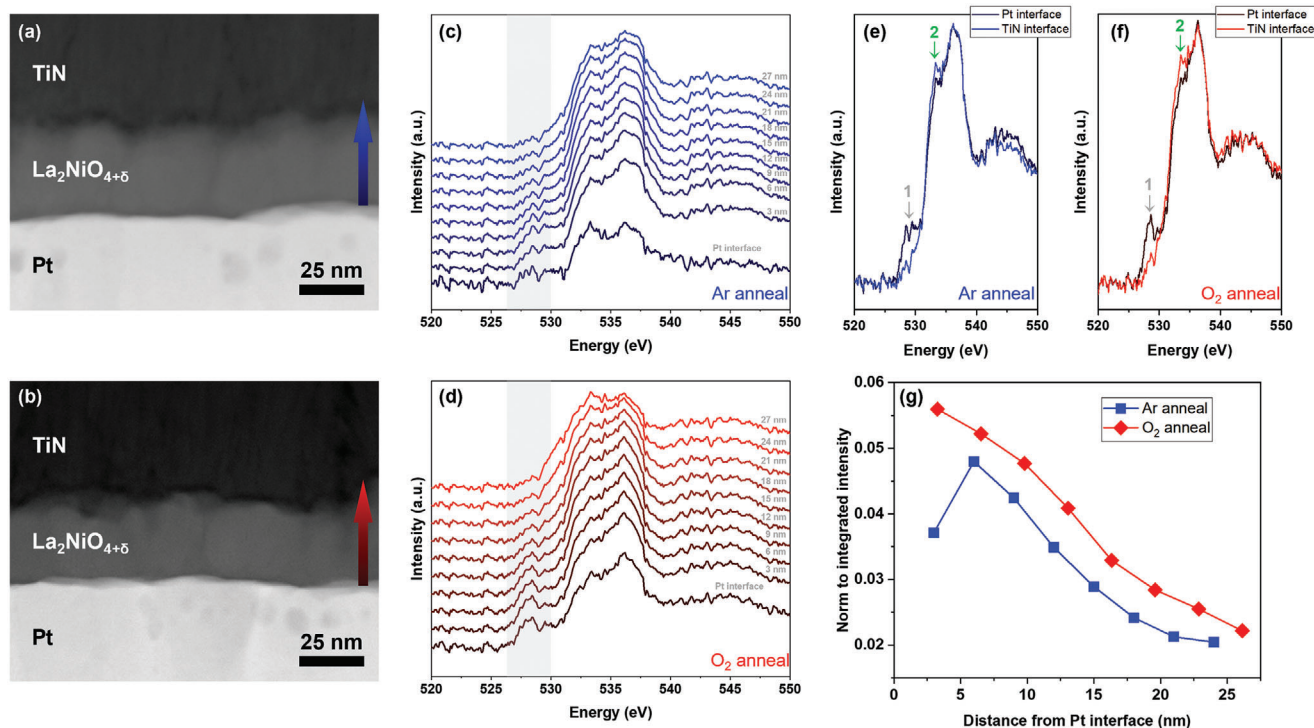 (a)
TiN
La₂NiO₄₊δ
Pt
25 nm
(b)
TiN
La₂NiO₄₊δ
Pt
25 nm
(c)
Intensity (a.u.)
27 nm
24 nm
21 nm
18 nm
15 nm
12 nm
9 nm
6 nm
3 nm
Pt interface
Ar anneal
520 525 530 535 540 545 550
Energy (eV)
(d)
Intensity (a.u.)
27 nm
24 nm
21 nm
18 nm
15 nm
12 nm
9 nm
6 nm
3 nm
Pt interface
O₂ anneal
520 525 530 535 540 545 550
Energy (eV)
Pt interface
TiN interface
(e)
2
1
Intensity (a.u.)
Ar anneal
520 530 540 550
Energy (eV)
Pt interface
TiN interface
(f)
2
1
Intensity (a.u.)
O₂ anneal
520 530 540 550
Energy (eV)
(g)
Ar anneal
O₂ anneal
Norm to integrated intensity
0.06
0.05
0.04
0.03
0.02
0 5 10 15 20 25
Distance from Pt interface (nm)